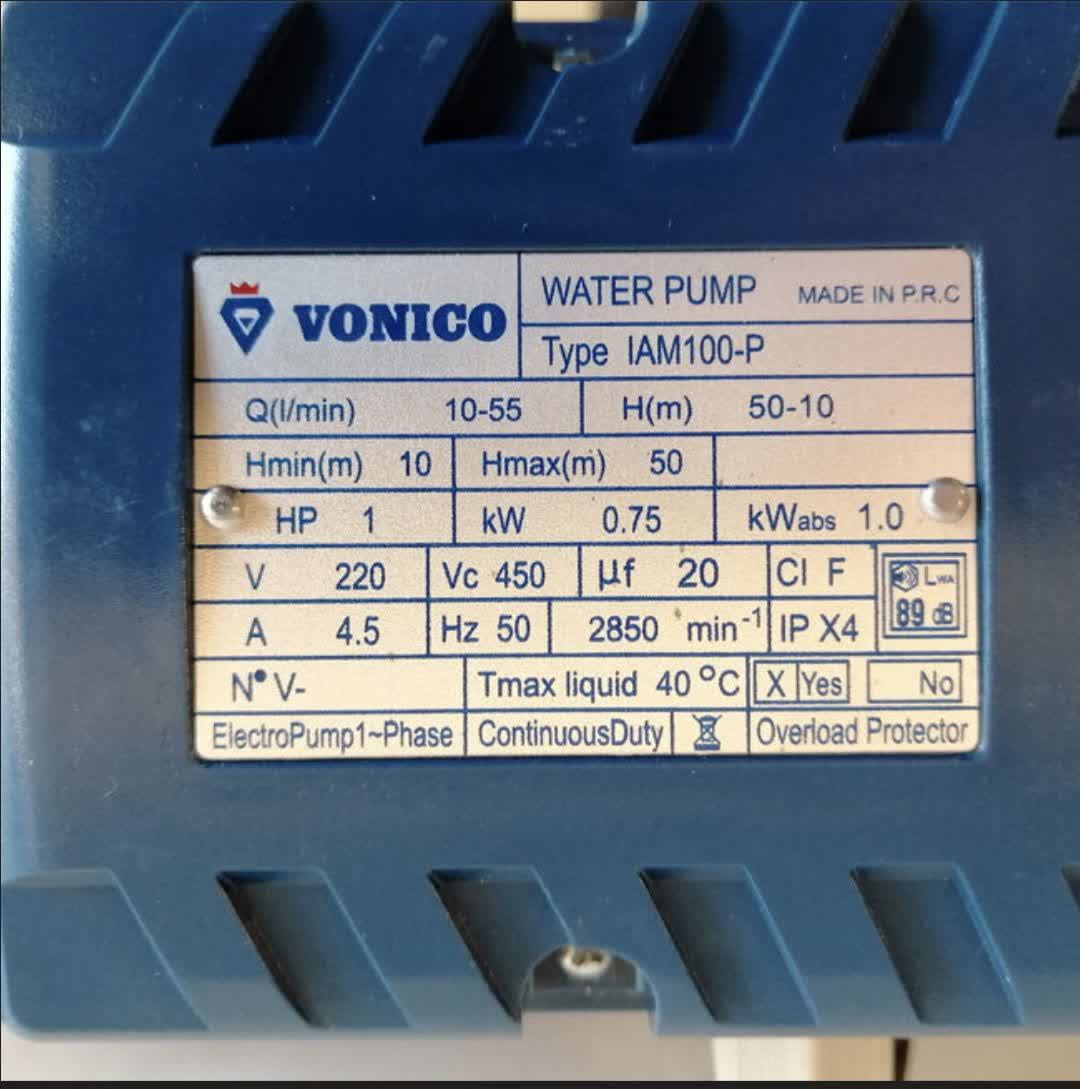 VONICO
WATER PUMP MADE IN P.R.C
Type IAM100-P
Q(l/min) 10-55 H(m) 50-10
Hmin(m) 10 Hmax(m) 50
HP 1 kW 0.75 kWabs 1.0
V 220 Vc 450 µf 20 Cl F
LWA
89 dB
A 4.5 Hz 50 2850 min-1 IP X4
N° V- Tmax liquid 40 °C X Yes No
ElectroPump1~Phase ContinuousDuty Overload Protector